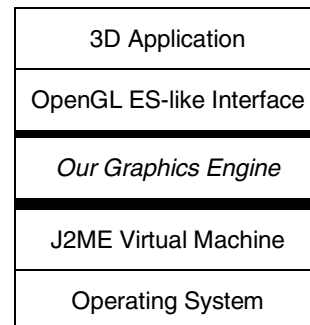 3D Application
OpenGL ES-like Interface
Our Graphics Engine
J2ME Virtual Machine
Operating System